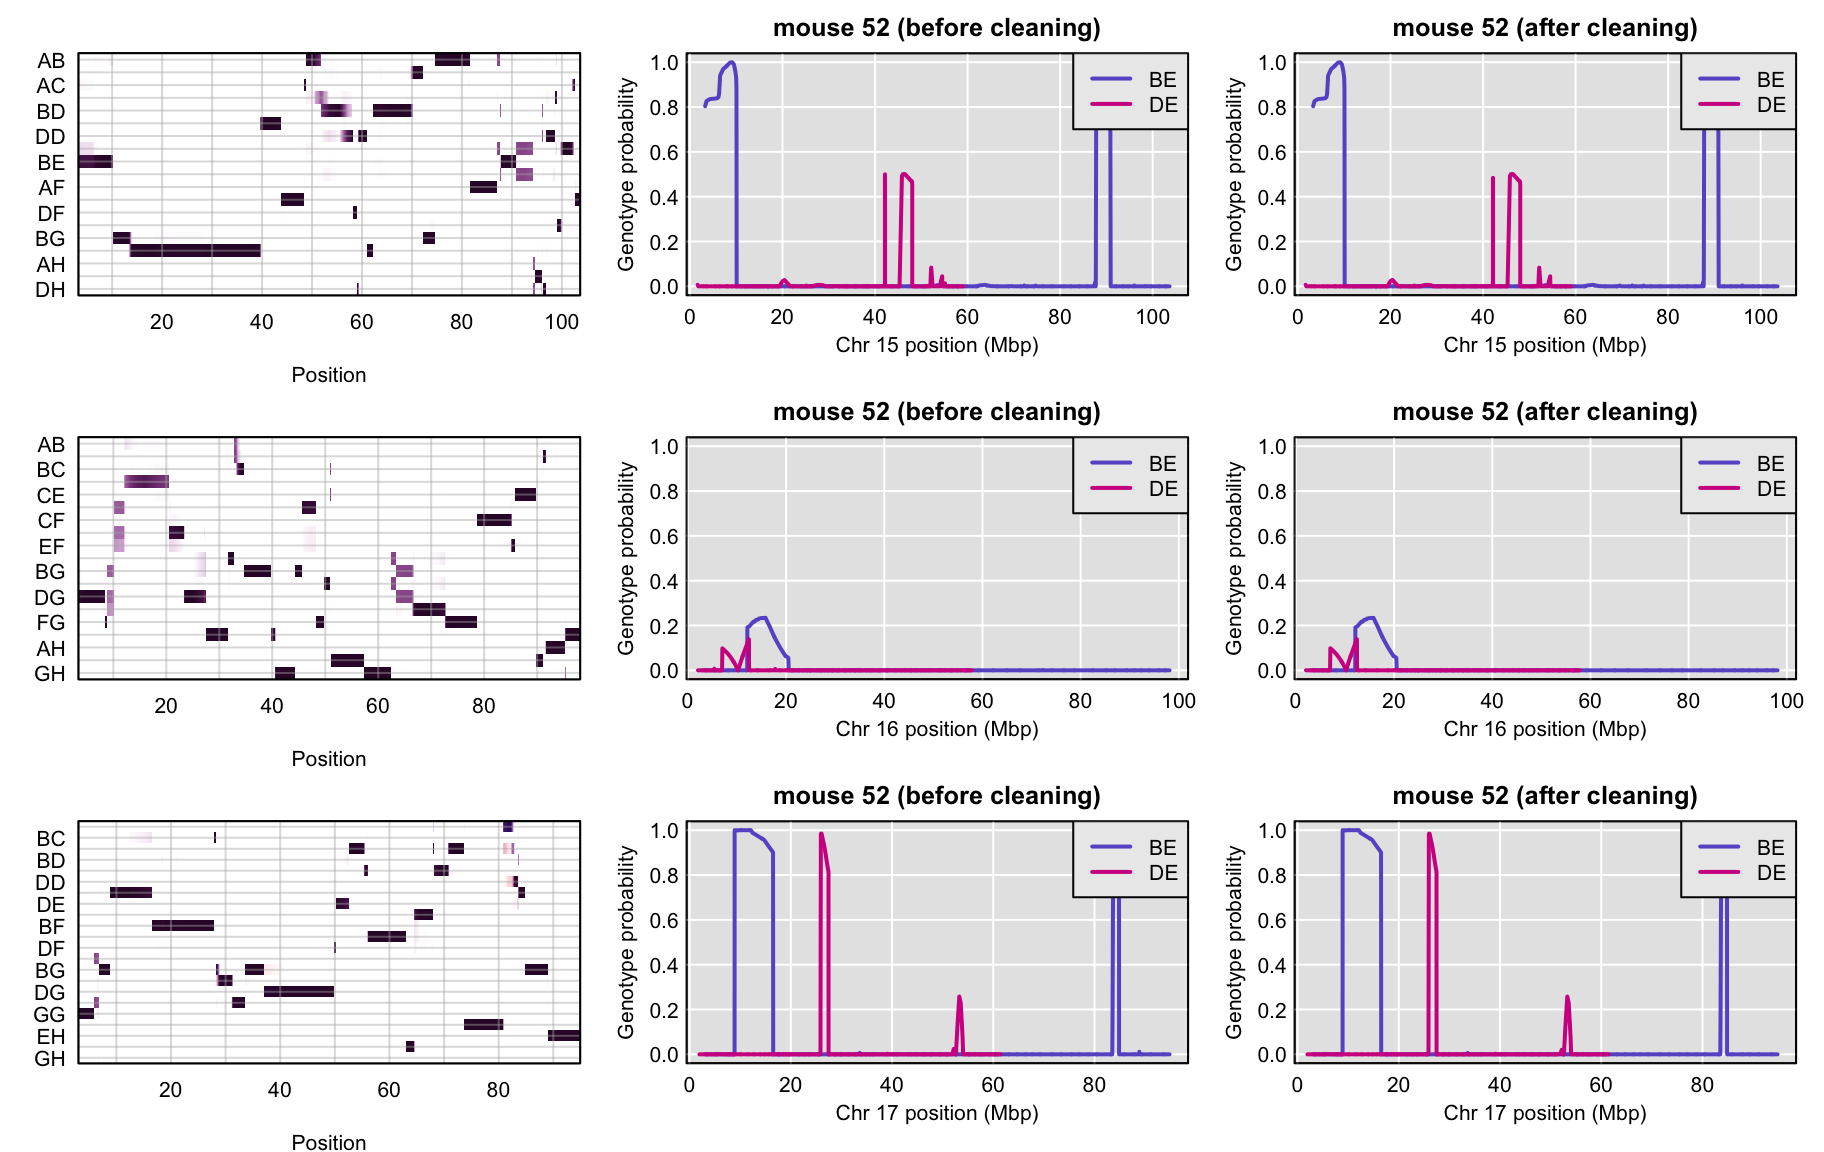 mouse 52 (before cleaning)
mouse 52 (after cleaning)
AB
AC
BD
DD
BE
AF
DF
BG
AH
DH
20 40 60 80 100
Position
Genotype probability
1.0
0.8
0.6
0.4
0.2
0.0
BE
DE
0 20 40 60 80 100
Chr 15 position (Mbp)
Genotype probability
1.0
0.8
0.6
0.4
0.2
0.0
BE
DE
0 20 40 60 80 100
Chr 15 position (Mbp)
mouse 52 (before cleaning)
mouse 52 (after cleaning)
AB
BC
CE
CF
EF
BG
DG
FG
AH
GH
20 40 60 80
Position
Genotype probability
1.0
0.8
0.6
0.4
0.2
0.0
BE
DE
0 20 40 60 80 100
Chr 16 position (Mbp)
Genotype probability
1.0
0.8
0.6
0.4
0.2
0.0
BE
DE
0 20 40 60 80 100
Chr 16 position (Mbp)
mouse 52 (before cleaning)
mouse 52 (after cleaning)
BC
BD
DD
DE
BF
DF
BG
DG
GG
EH
GH
20 40 60 80
Position
Genotype probability
1.0
0.8
0.6
0.4
0.2
0.0
BE
DE
0 20 40 60 80
Chr 17 position (Mbp)
Genotype probability
1.0
0.8
0.6
0.4
0.2
0.0
BE
DE
0 20 40 60 80
Chr 17 position (Mbp)